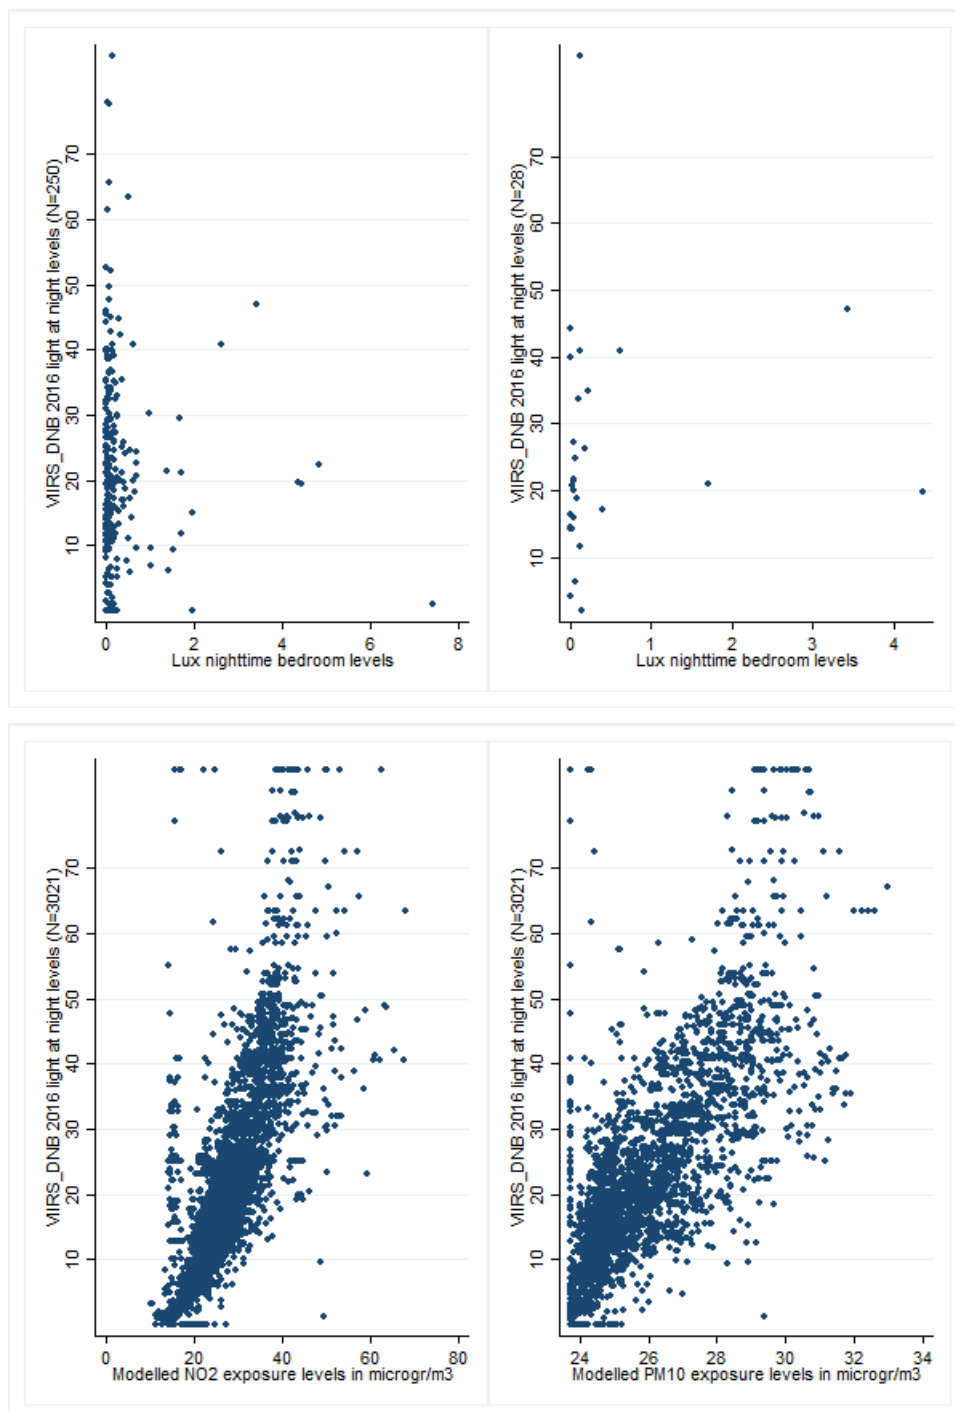 VIIRS_DNB 2016 light at night levels (N=250)
70
60
50
40
30
20
10
0 2 4 6 8
Lux nighttime bedroom levels
VIIRS_DNB 2016 light at night levels (N=28)
70
60
50
40
30
20
10
0 1 2 3 4
Lux nighttime bedroom levels
VIIRS_DNB 2016 light at night levels (N=3021)
70
60
50
40
30
20
10
0 20 40 60 80
Modelled NO2 exposure levels in microgr/m3
VIIRS_DNB 2016 light at night levels (N=3021)
70
60
50
40
30
20
10
24 26 28 30 32 34
Modelled PM10 exposure levels in microgr/m3